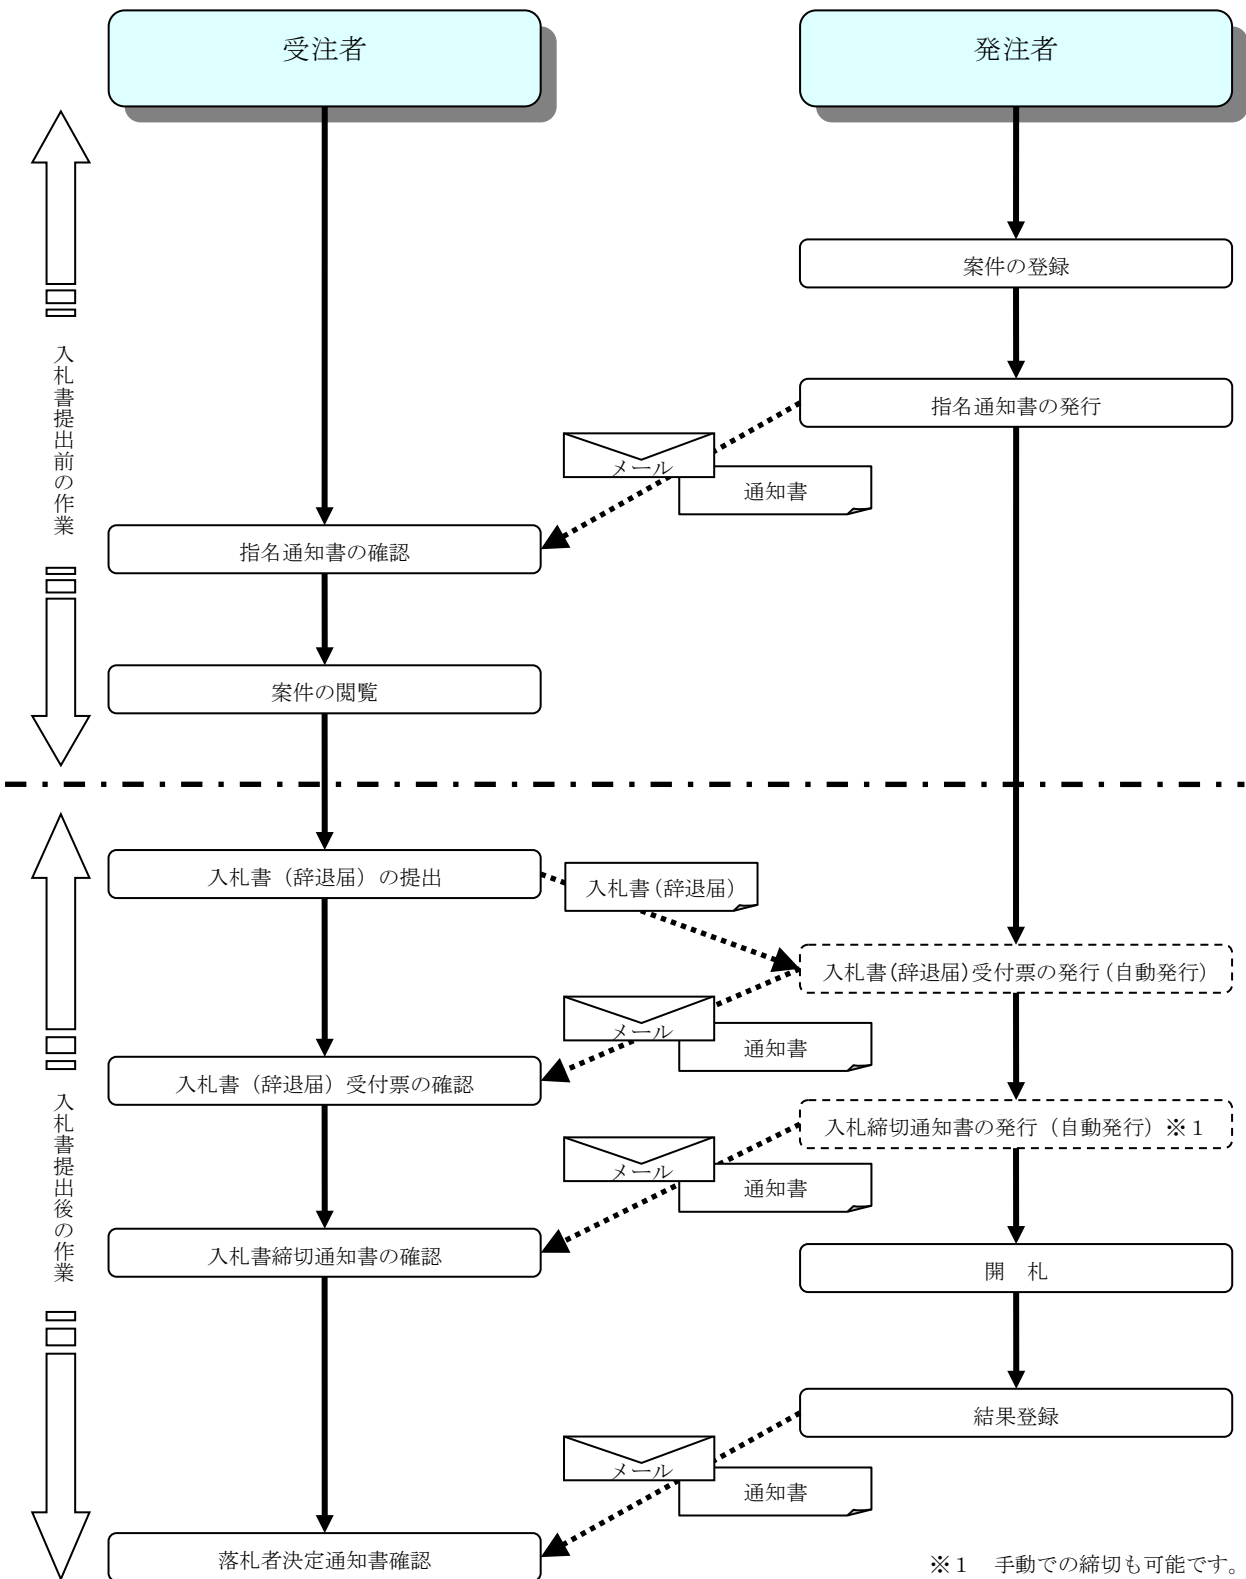 受注者
発注者
案件の登録
指名通知書の発行
メール
通知書
指名通知書の確認
案件の閲覧
入札書提出前の作業
入札書（辞退届）の提出
入札書(辞退届)
入札書(辞退届)受付票の発行(自動発行)
メール
通知書
入札書（辞退届）受付票の確認
入札締切通知書の発行（自動発行）※１
メール
通知書
入札書締切通知書の確認
入札書提出後の作業
開　札
結果登録
メール
通知書
落札者決定通知書確認
※１　手動での締切も可能です。